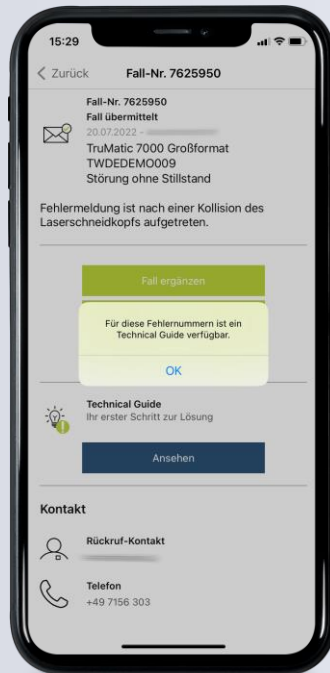 15:29
Zurück
Fall-Nr. 7625950
Fall-Nr. 7625950
Fall übermittelt
20.07.2022 -
TruMatic 7000 Großformat
TWDEDEMO009
Störung ohne Stillstand
Fehlermeldung ist nach einer Kollision des
Laserschneidkopfs aufgetreten.
Fall ergänzen
Für diese Fehlernummern ist ein
Technical Guide verfügbar.
OK
Technical Guide
Ihr erster Schritt zur Lösung
Ansehen
Kontakt
Rückruf-Kontakt
Telefon
+49 7156 303